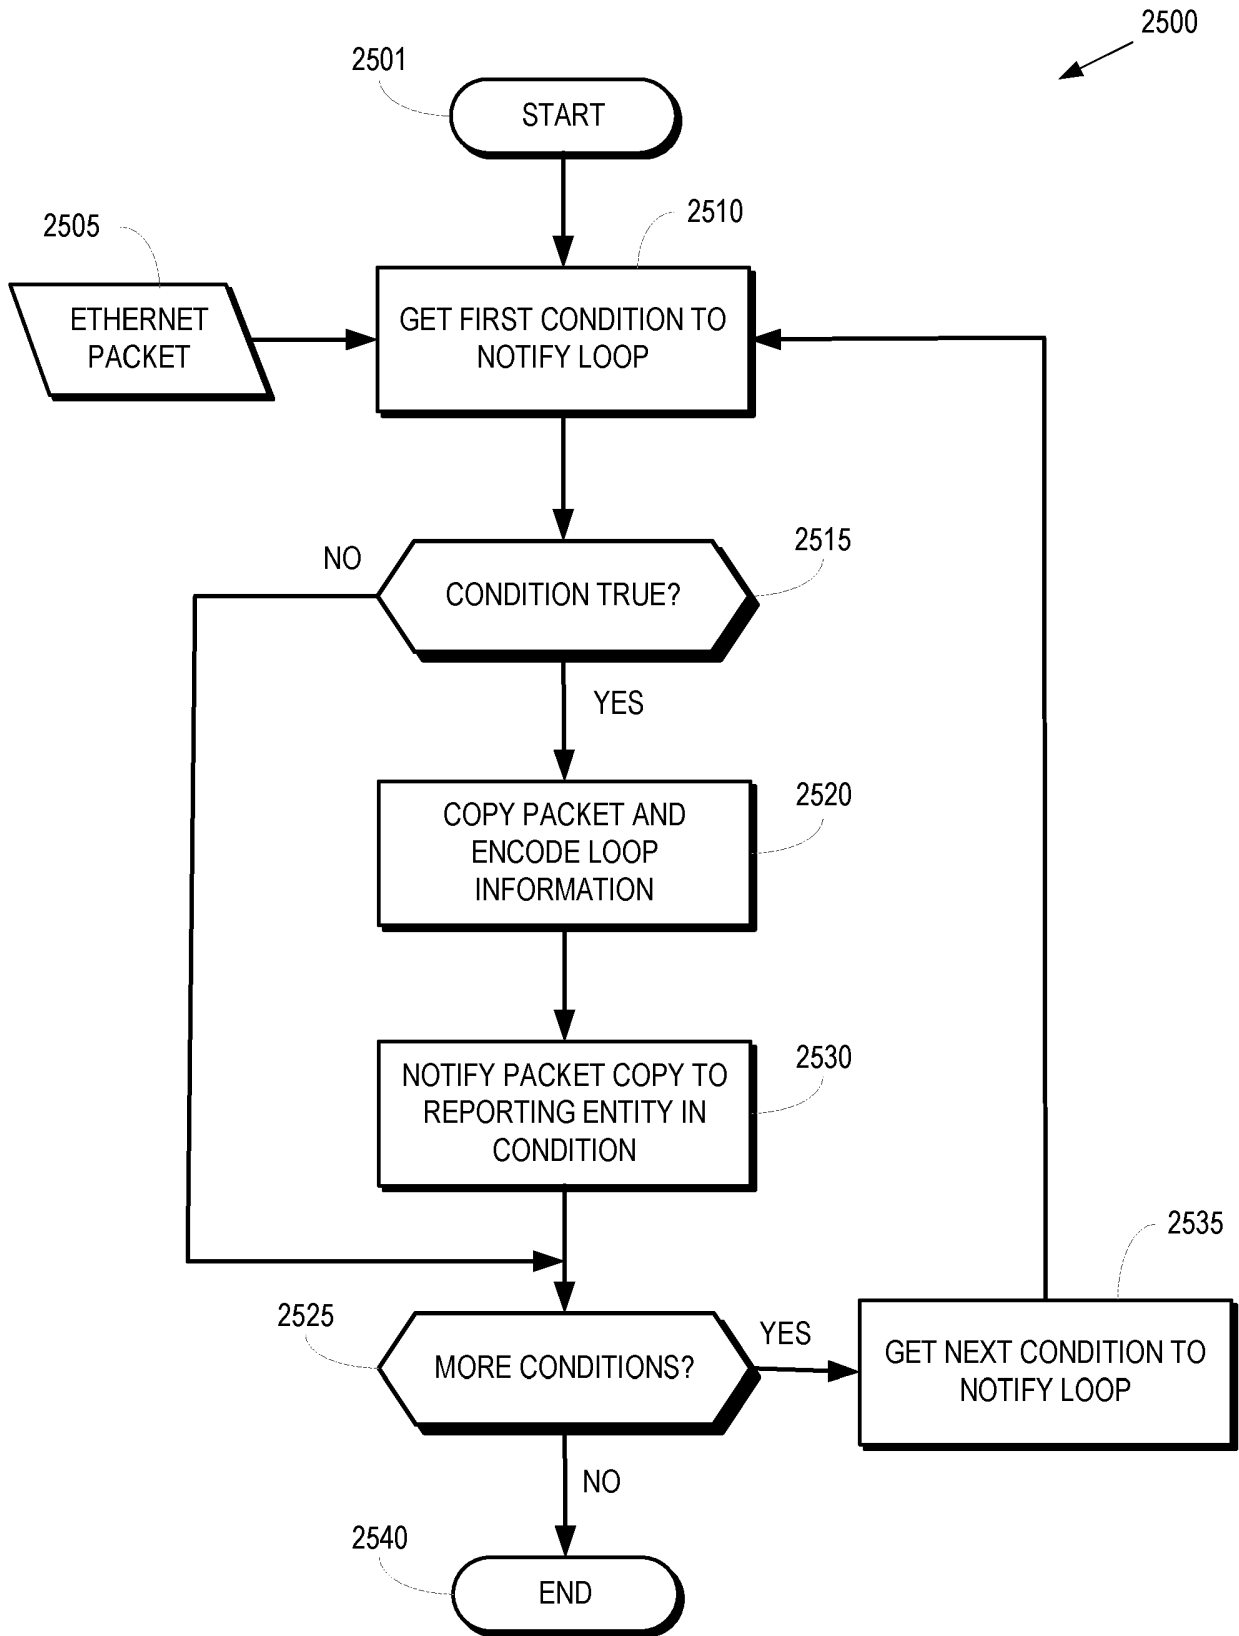 2500
2501
START
2505
2510
ETHERNET
PACKET
GET FIRST CONDITION TO
NOTIFY LOOP
NO
2515
CONDITION TRUE?
YES
2520
COPY PACKET AND
ENCODE LOOP
INFORMATION
2530
NOTIFY PACKET COPY TO
REPORTING ENTITY IN
CONDITION
2535
2525
YES
MORE CONDITIONS?
GET NEXT CONDITION TO
NOTIFY LOOP
NO
2540
END